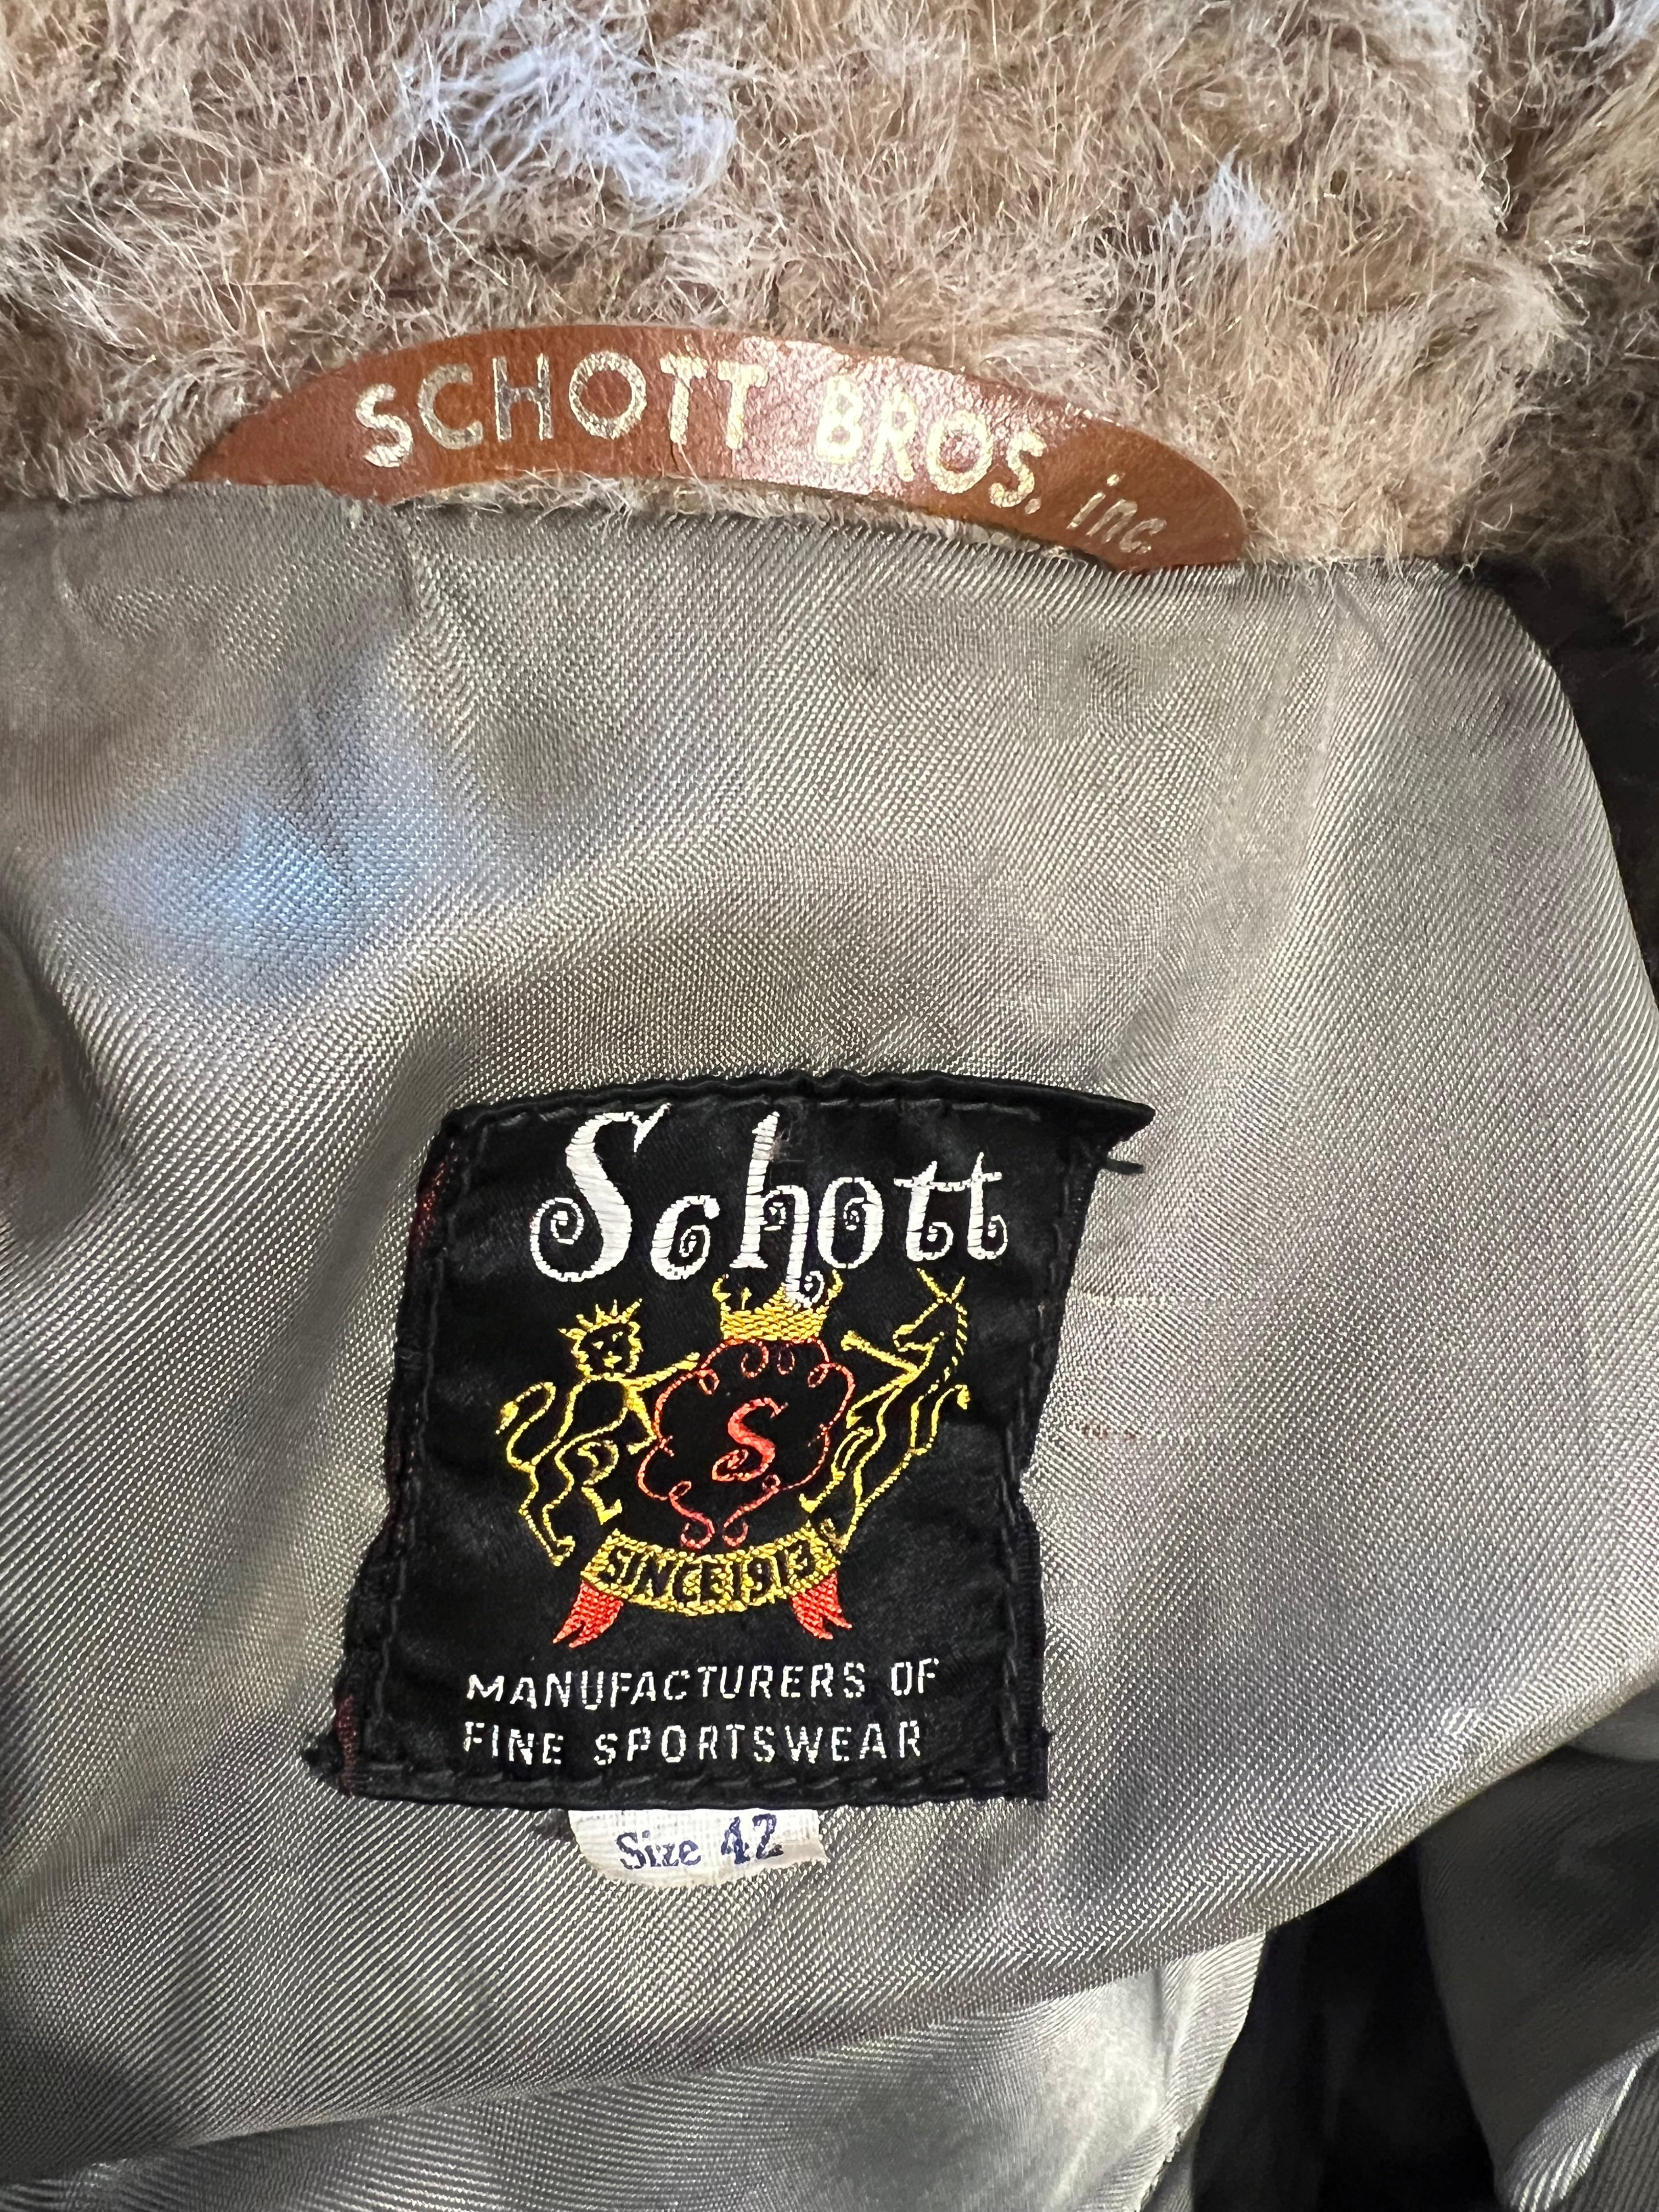 SCHOTT BROS. inc.
Schott
S
SINCE 1913
MANUFACTURERS OF
FINE SPORTSWEAR
Size 42